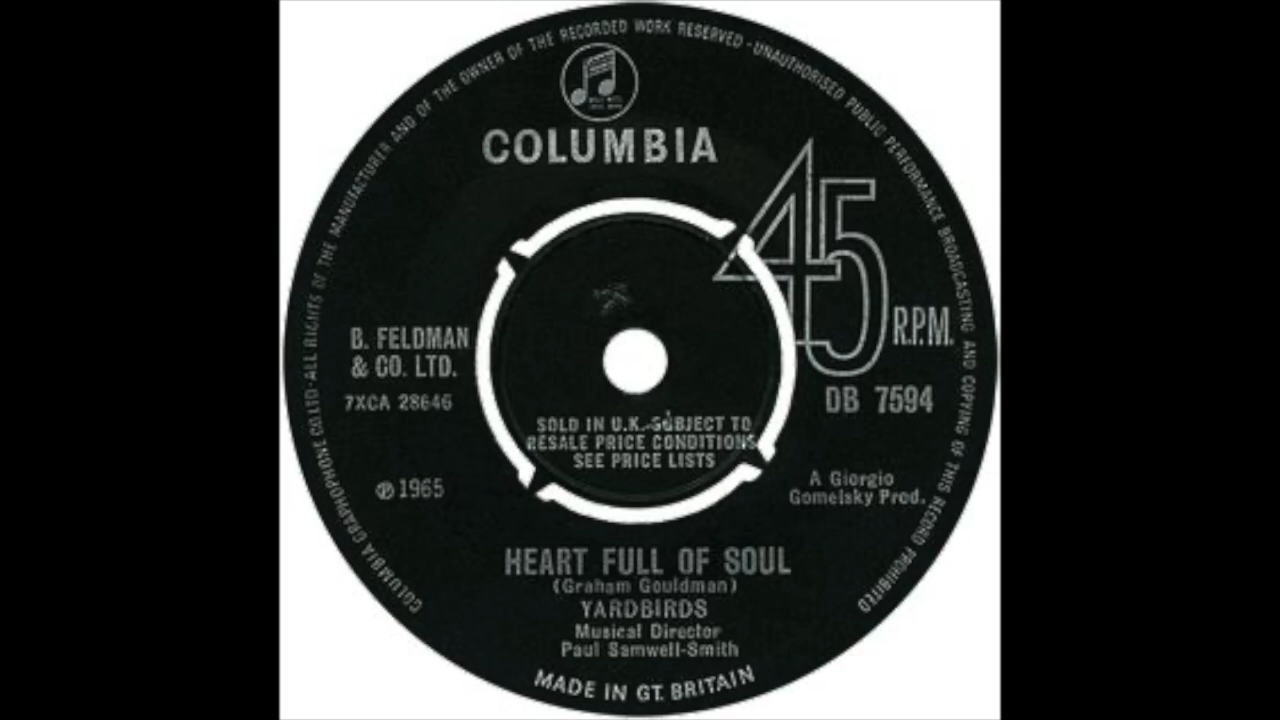 COLUMBIA GRAPHOPHONE CO. LTD·ALL RIGHTS OF THE MANUFACTURER AND OF THE OWNER OF THE RECORDED WORK RESERVED·UNAUTHORISED PUBLIC PERFORMANCE BROADCASTING AND COPYING OF THIS RECORD PROHIBITED
COLUMBIA
45
R.P.M.
B. FELDMAN
& CO. LTD.
7XCA 28646
DB 7594
SOLD IN U.K. SUBJECT TO
RESALE PRICE CONDITIONS
SEE PRICE LISTS
℗ 1965
A Giorgio
Gomelsky Prod.
HEART FULL OF SOUL
(Graham Gouldman)
YARDBIRDS
Musical Director
Paul Samwell-Smith
MADE IN GT. BRITAIN